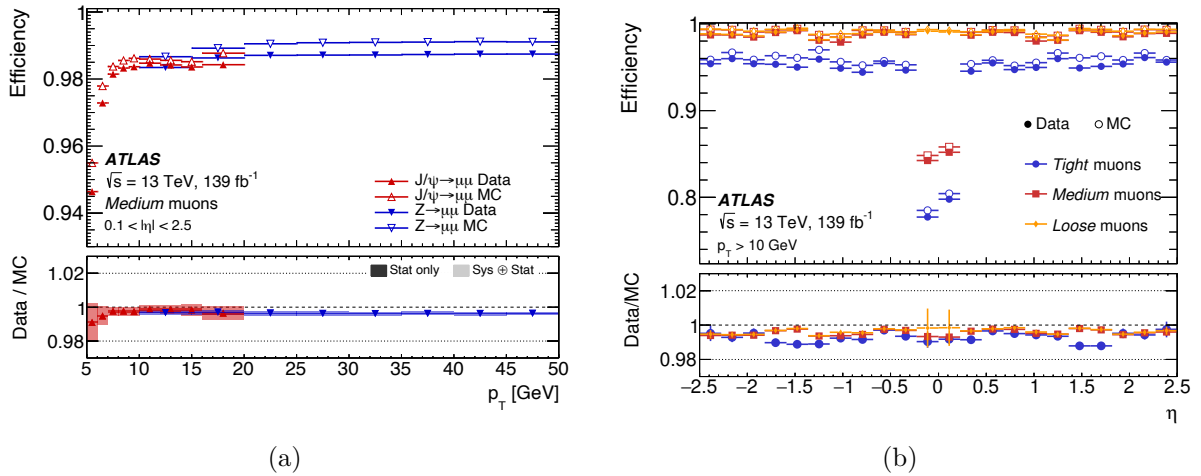 Efficiency
1
0.98
0.96
0.94
ATLAS
√s = 13 TeV, 139 fb⁻¹
Medium muons
0.1 < |η| < 2.5
J/ψ→μμ Data
J/ψ→μμ MC
Z→μμ Data
Z→μμ MC
Data / MC
1.02
1
0.98
Stat only
Sys ⊕ Stat
5 10 15 20 25 30 35 40 45 50
p_T [GeV]
(a)
Efficiency
1
0.9
0.8
Data
MC
Tight muons
Medium muons
Loose muons
ATLAS
√s = 13 TeV, 139 fb⁻¹
p_T > 10 GeV
Data/MC
1.02
1
0.98
−2.5 −2 −1.5 −1 −0.5 0 0.5 1 1.5 2 2.5
η
(b)